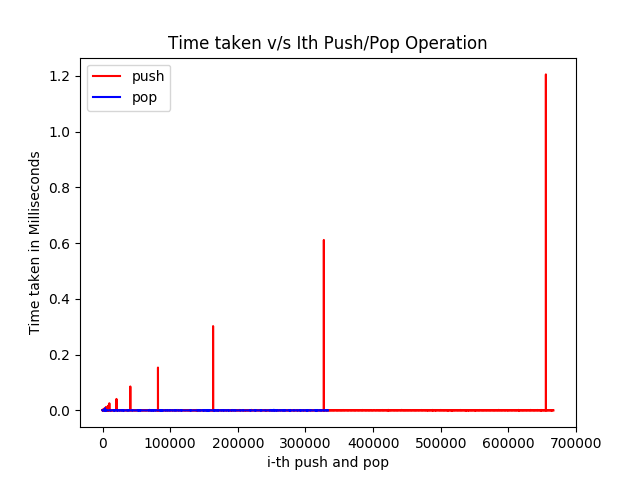 Time taken v/s Ith Push/Pop Operation
push
pop
Time taken in Milliseconds
1.2
1.0
0.8
0.6
0.4
0.2
0.0
0 100000 200000 300000 400000 500000 600000 700000
i-th push and pop